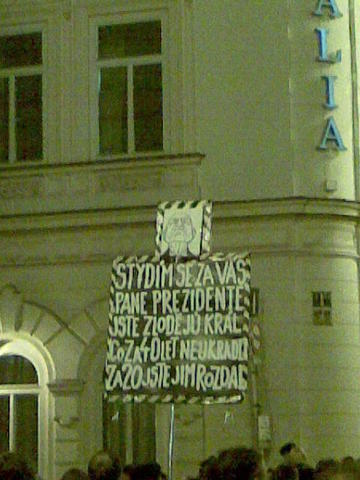 ALIA
STYDÍM SE ZA VÁS
PANE PREZIDENTE
JSTE ZLODĚJŮ KRÁL
CO ZA 40 LET NEUKRADLI
ZA 20 JSTE JIM ROZDAL